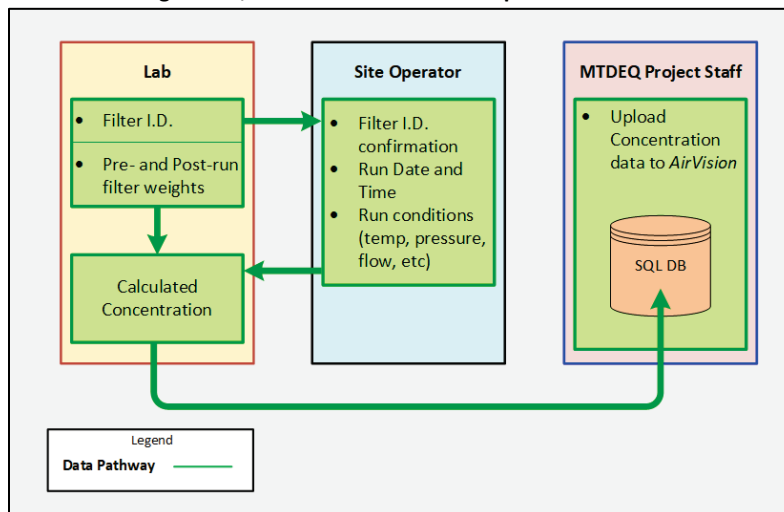 Lab
Filter I.D.
Pre- and Post-run
filter weights
Calculated
Concentration
Site Operator
Filter I.D.
confirmation
Run Date and
Time
Run conditions
(temp, pressure,
flow, etc)
MTDEQ Project Staff
Upload
Concentration
data to AirVision
SQL DB
Legend
Data Pathway